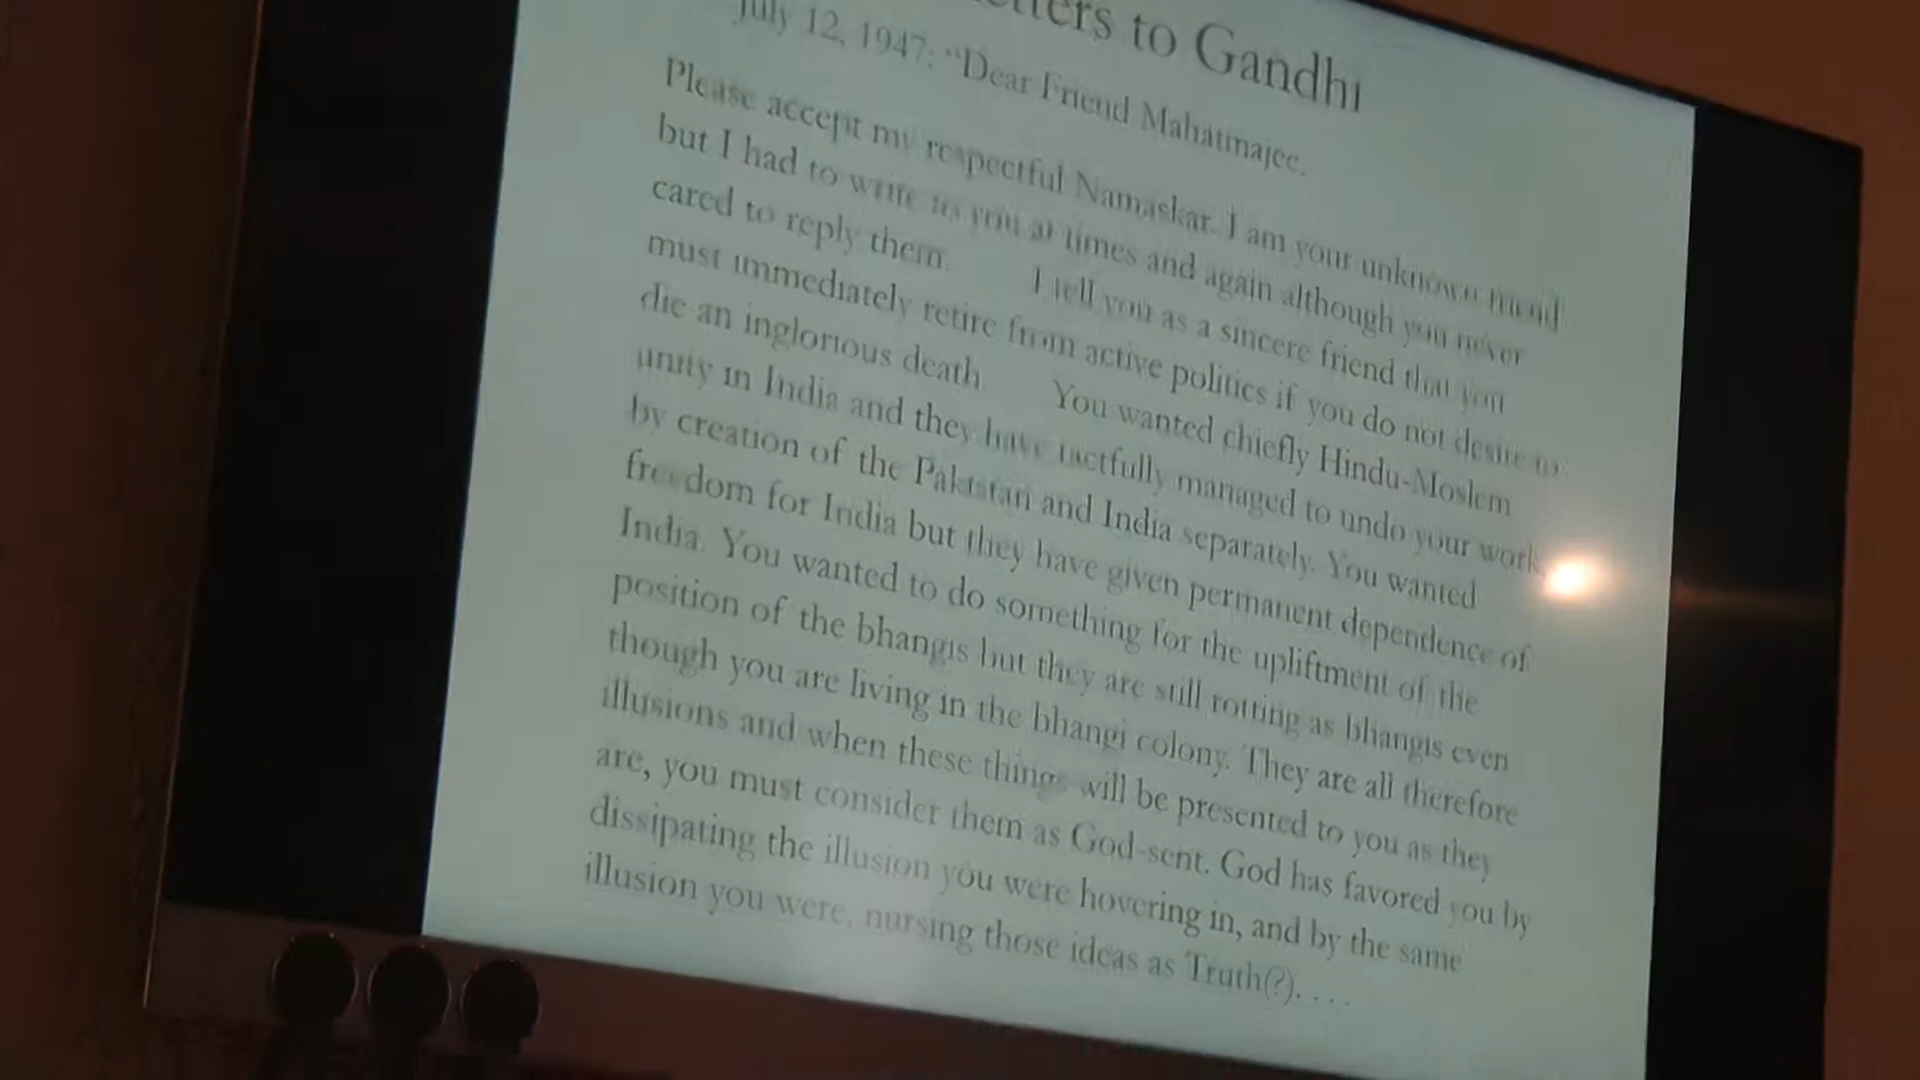 Letters to Gandhi
July 12, 1947: “Dear Friend Mahatmajee,
Please accept my respectful Namaskar. I am your unknown friend
but I had to write to you at times and again although you never
cared to reply them. I tell you as a sincere friend that you
must immediately retire from active politics if you do not desire to
die an inglorious death. You wanted chiefly Hindu-Moslem
unity in India and they have tactfully managed to undo your work,
by creation of the Pakistan and India separately. You wanted
freedom for India but they have given permanent dependence of
India. You wanted to do something for the upliftment of the
position of the bhangis but they are still rotting as bhangis even
though you are living in the bhangi colony. They are all therefore
illusions and when these things will be presented to you as they
are, you must consider them as God-sent. God has favored you by
dissipating the illusion you were hovering in, and by the same
illusion you were, nursing those ideas as Truth(?). . . .